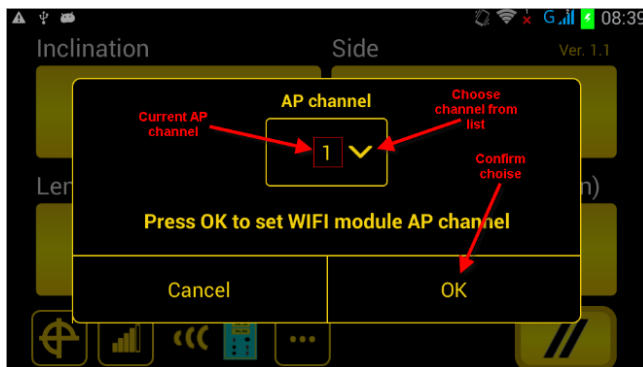 G 08:39
Inclination Side Ver. 1.1
AP channel
Current AP
channel
Choose
channel from
list
1
Confirm
choise
Len n)
Press OK to set WIFI module AP channel
Cancel OK